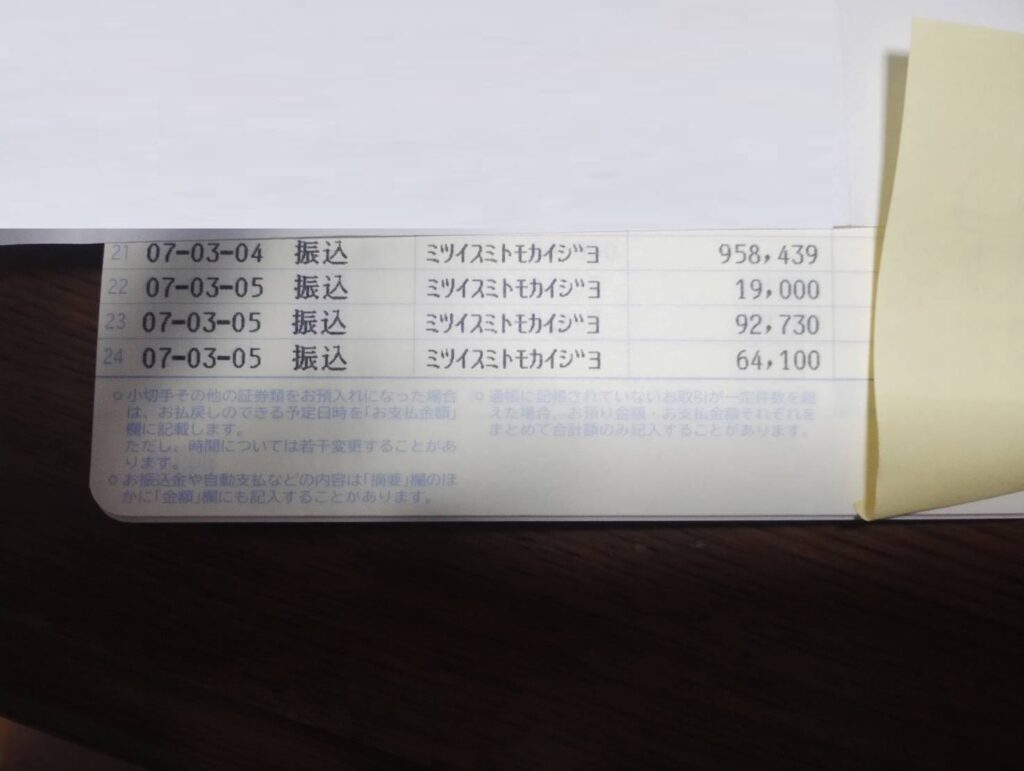 21 07-03-04 振込 ミツイスミトモカイジヨ 958,439
22 07-03-05 振込 ミツイスミトモカイジヨ 19,000
23 07-03-05 振込 ミツイスミトモカイジヨ 92,730
24 07-03-05 振込 ミツイスミトモカイジヨ 64,100
○小切手その他の証券類をお預入れになった場合
は、お払戻しのできる予定日時を「お支払金額」
欄に記載します。
ただし、時間については若干変更することがあ
ります。
○お振込金や自動支払などの内容は「摘要」欄のほ
かに「金額」欄にも記入することがあります。
○通帳に記帳されていないお取引が一定件数を超
えた場合、お預り金額・お支払金額それぞれを
まとめて合計額のみ記入することがあります。